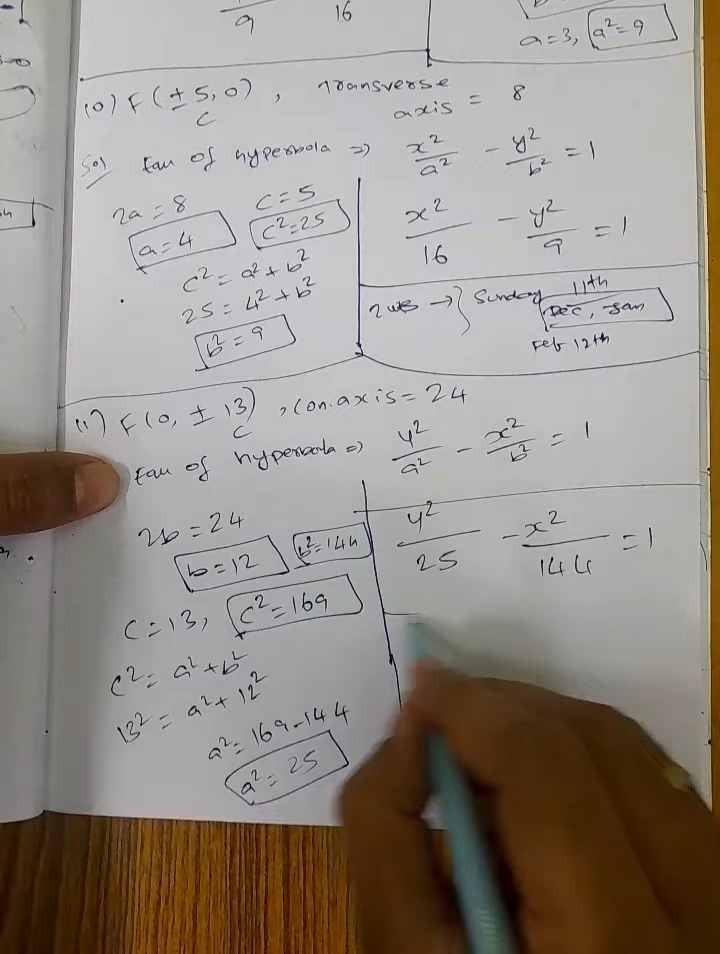 9 16
a=3, a²=9
10) F(±5,0), Transverse axis = 8
c
Sol Equ of hyperbola ⇒ x²/a² - y²/b² = 1
2a=8 c=5
a=4 c²=25
c²=a²+b²
25=4²+b²
b²=9
x²/16 - y²/9 = 1
2 →} Sunday 11th
Dec, Jan
Feb 12th
11) F(0, ±13), con. axis = 24
c
Equ of hyperbola ⇒ y²/a² - x²/b² = 1
2b=24
b=12 b²=144
c=13, c²=169
c²=a²+b²
13²=a²+12²
a²=169-144
a²=25
y²/25 - x²/144 = 1